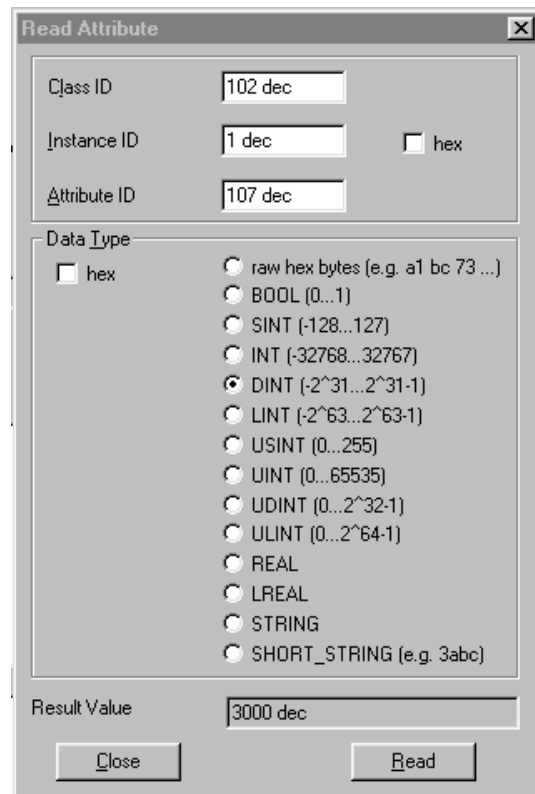 Read Attribute
Class ID 102 dec
Instance ID 1 dec hex
Attribute ID 107 dec
Data Type
hex
raw hex bytes (e.g. a1 bc 73 ...)
BOOL (0...1)
SINT (-128...127)
INT (-32768...32767)
DINT (-2^31...2^31-1)
LINT (-2^63...2^63-1)
USINT (0...255)
UINT (0...65535)
UDINT (0...2^32-1)
ULINT (0...2^64-1)
REAL
LREAL
STRING
SHORT_STRING (e.g. 3abc)
Result Value 3000 dec
Close Read